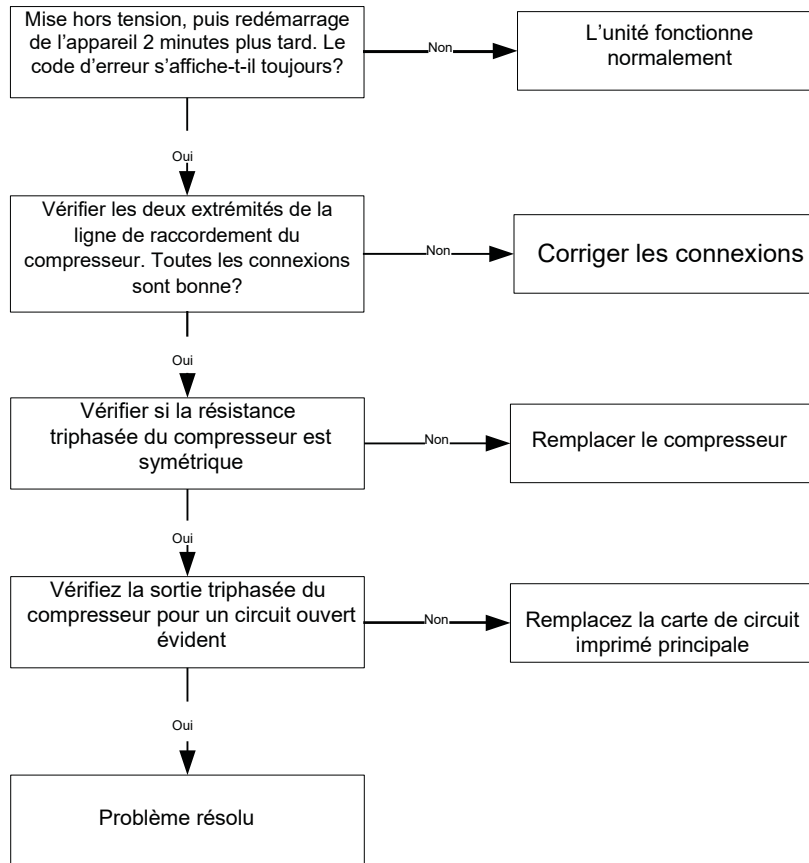 Mise hors tension, puis redémarrage
de l'appareil 2 minutes plus tard. Le
code d'erreur s'affiche-t-il toujours?
Non
L'unité fonctionne
normalement
Oui
Vérifier les deux extrémités de la
ligne de raccordement du
compresseur. Toutes les connexions
sont bonne?
Non
Corriger les connexions
Oui
Vérifier si la résistance
triphasée du compresseur est
symétrique
Non
Remplacer le compresseur
Oui
Vérifiez la sortie triphasée du
compresseur pour un circuit ouvert
évident
Non
Remplacez la carte de circuit
imprimé principale
Oui
Problème résolu